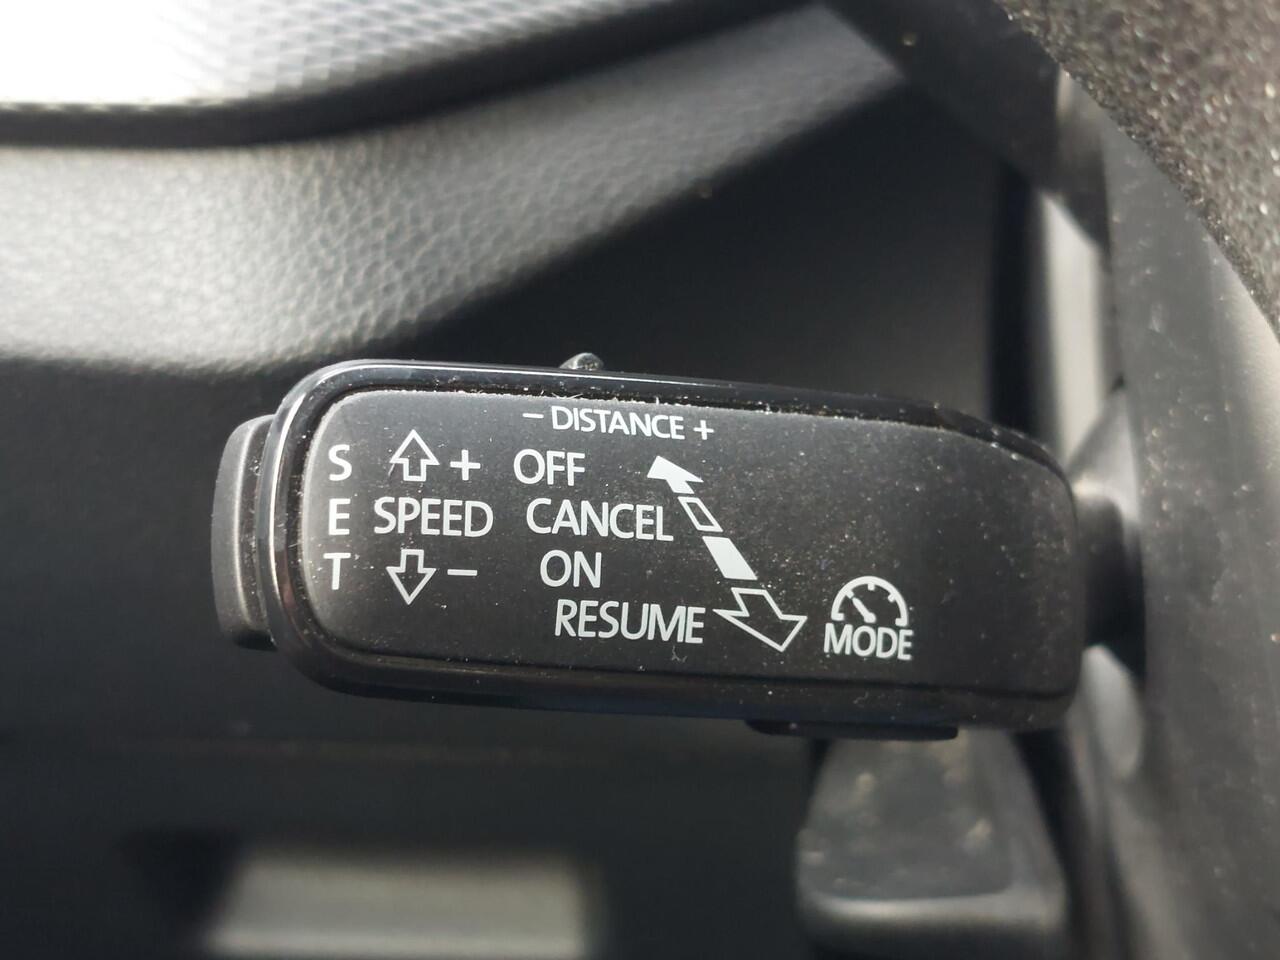 - DISTANCE +
S + OFF
E SPEED CANCEL
T - ON
RESUME
MODE